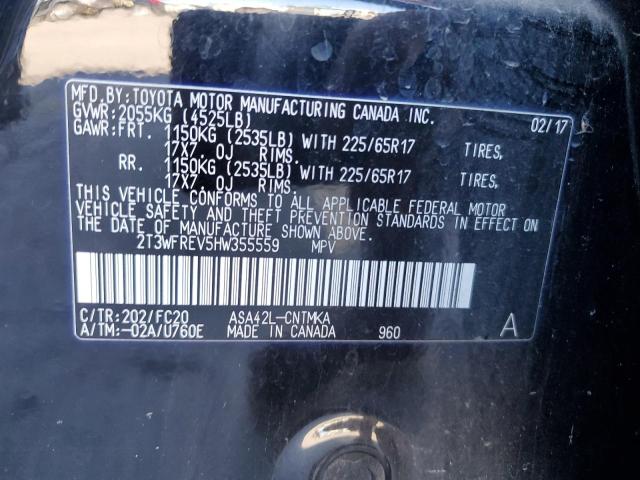 MFD.BY:TOYOTA MOTOR MANUFACTURING CANADA INC.
GVWR:2055KG (4525LB) 02/17
GAWR:FRT. 1150KG (2535LB) WITH 225/65R17 TIRES,
17X7.0J RIMS.
RR. 1150KG (2535LB) WITH 225/65R17 TIRES,
17X7.0J RIMS.
THIS VEHICLE CONFORMS TO ALL APPLICABLE FEDERAL MOTOR
VEHICLE SAFETY AND THEFT PREVENTION STANDARDS IN EFFECT ON
THE DATE OF MANUFACTURE SHOWN ABOVE.
2T3WFREV5HW355559 MPV
C/TR:202/FC20 ASA42L-CNTMKA
A/TM:-02A/U760E MADE IN CANADA 960 A